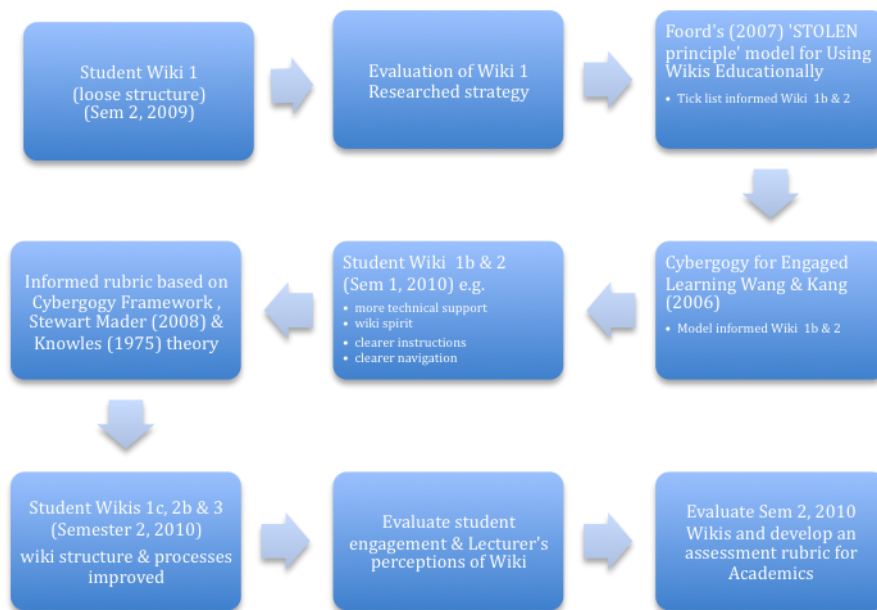 Student Wiki 1
(loose structure)
(Sem 2, 2009)
Evaluation of Wiki 1
Researched strategy
Foord's (2007) 'STOLEN
principle' model for Using
Wikis Educationally
• Tick list informed Wiki 1b & 2
Cybergogy for Engaged
Learning Wang & Kang
(2006)
• Model informed Wiki 1b & 2
Student Wiki 1b & 2
(Sem 1, 2010) e.g.
• more technical support
• wiki spirit
• clearer instructions
• clearer navigation
Informed rubric based on
Cybergogy Framework ,
Stewart Mader (2008) &
Knowles (1975) theory
Student Wikis 1c, 2b & 3
(Semester 2, 2010)
wiki structure & processes
improved
Evaluate student
engagement & Lecturer's
perceptions of Wiki
Evaluate Sem 2, 2010
Wikis and develop an
assessment rubric for
Academics